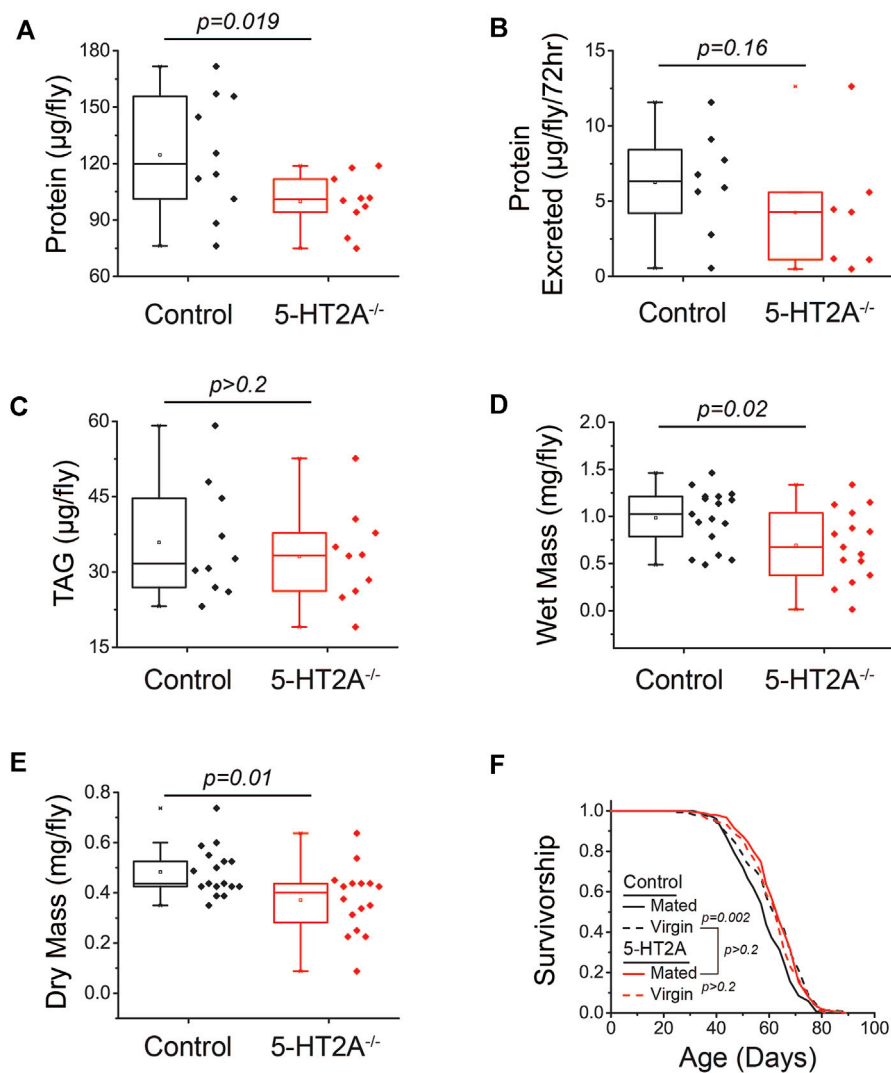 A
p=0.019
Protein (µg/fly)
180
150
120
90
60
Control
5-HT2A-/-
B
p=0.16
Protein
Excreted (µg/fly/72hr)
15
10
5
0
Control
5-HT2A-/-
C
p>0.2
TAG (µg/fly)
60
45
30
15
Control
5-HT2A-/-
D
p=0.02
Wet Mass (mg/fly)
2.0
1.5
1.0
0.5
0.0
Control
5-HT2A-/-
E
p=0.01
Dry Mass (mg/fly)
0.8
0.6
0.4
0.2
0.0
Control
5-HT2A-/-
F
Survivorship
1.0
0.8
0.6
0.4
0.2
0.0
Control
Mated
Virgin p=0.002
5-HT2A p>0.2
Mated
Virgin p>0.2
0 20 40 60 80 100
Age (Days)